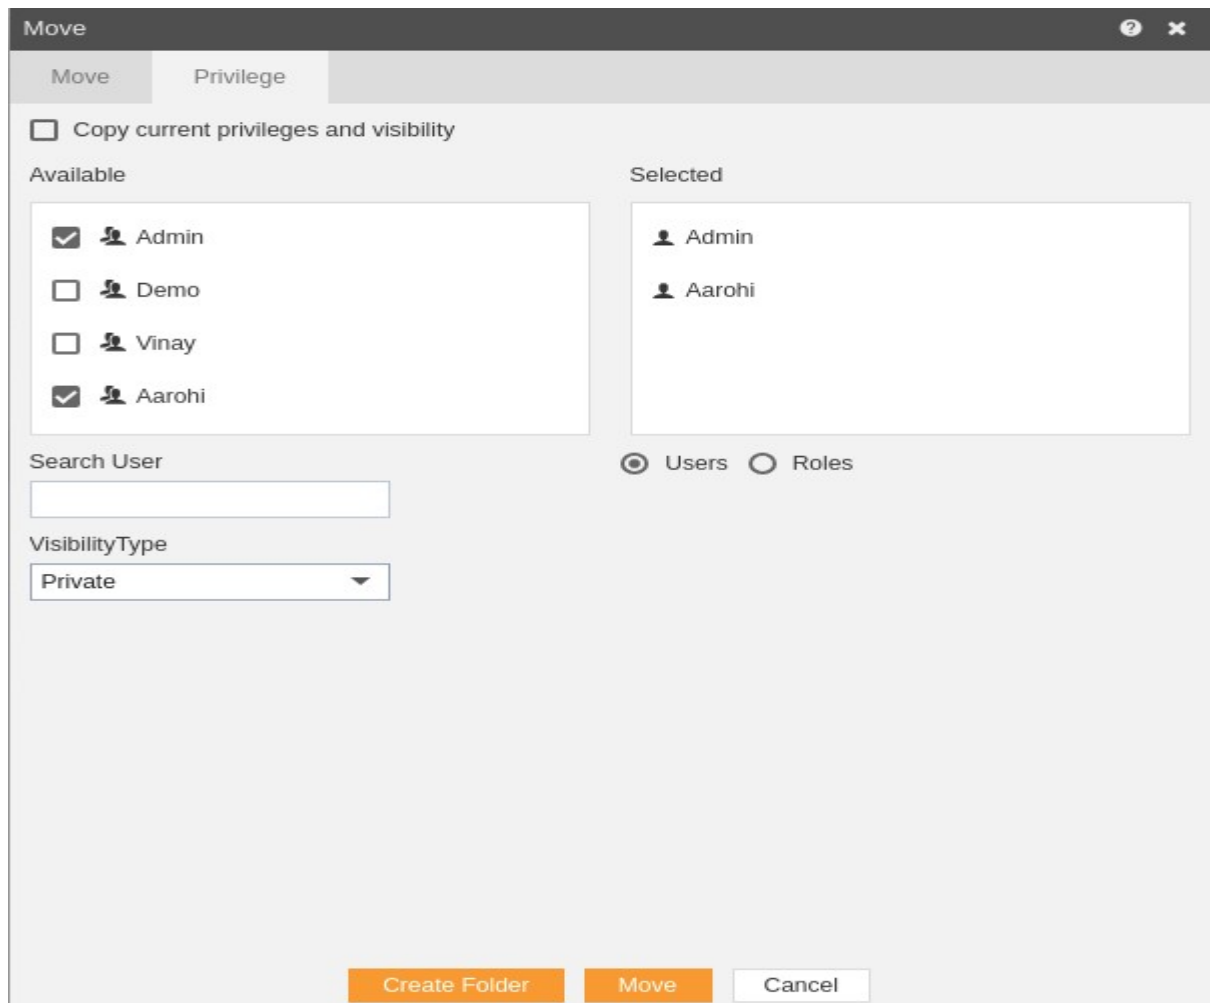 Move
Move Privilege
Copy current privileges and visibility
Available Selected
Admin Admin
Demo Aarohi
Vinay
Aarohi
Search User Users Roles
VisibilityType
Private
Create Folder Move Cancel